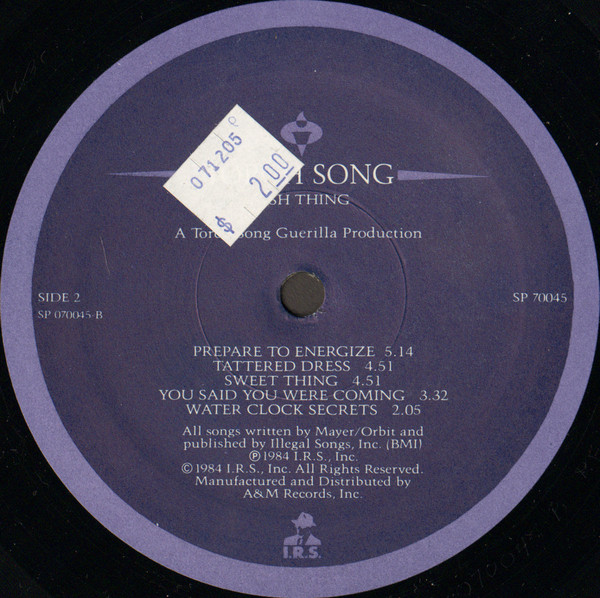 P
071205
2.00
$
SONG
THING
A Torch Song Guerilla Production
SIDE 2
SP 070045-B
SP 70045
PREPARE TO ENERGIZE 5.14
TATTERED DRESS 4.51
SWEET THING 4.51
YOU SAID YOU WERE COMING 3.32
WATER CLOCK SECRETS 2.05
All songs written by Mayer/Orbit and
published by Illegal Songs, Inc. (BMI)
℗1984 I.R.S., Inc.
©1984 I.R.S., Inc. All Rights Reserved.
Manufactured and Distributed by
A&M Records, Inc.
I.R.S.